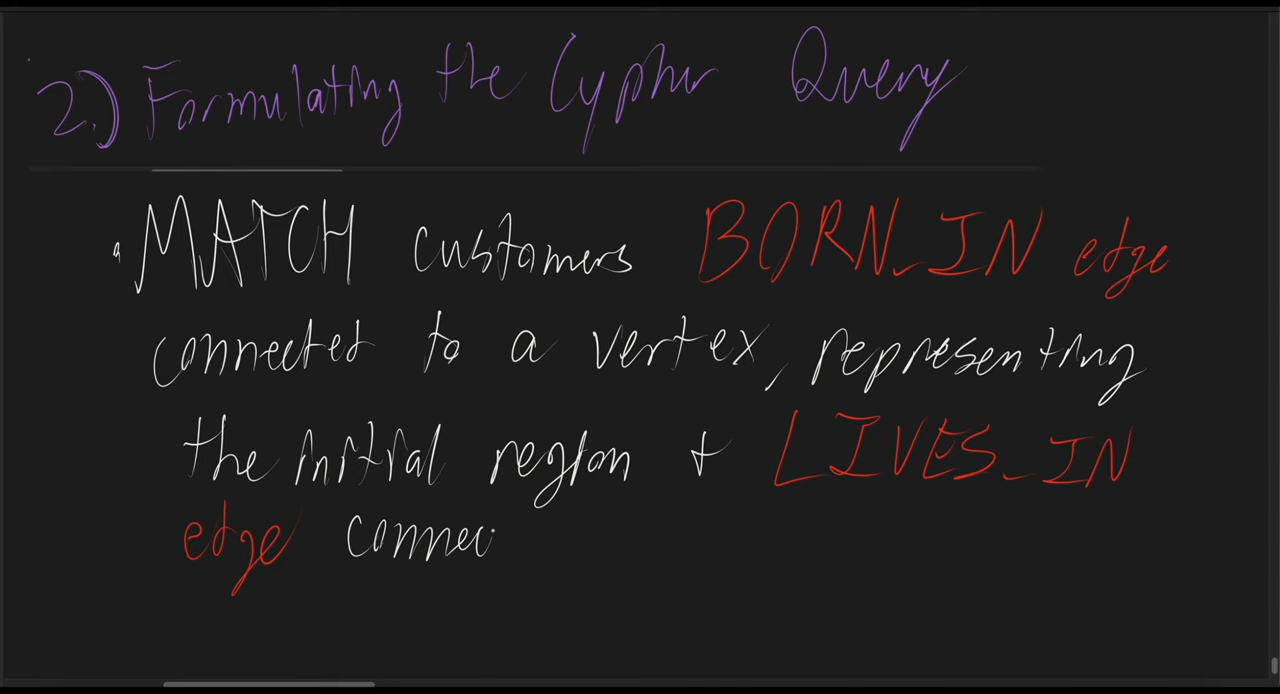 2.) Formulating the Cypher Query
MATCH customers BORN_IN edge
connected to a vertex, representing
the initial region + LIVES_IN
edge connec